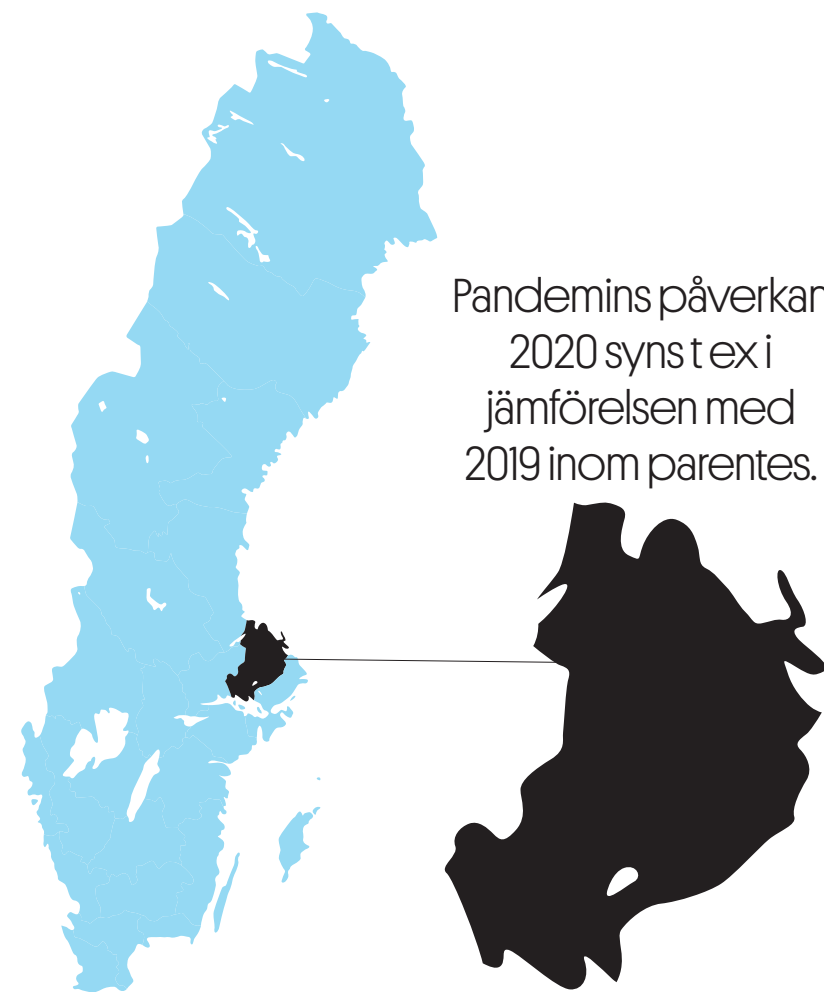 Pandemins påverkan
2020 syns t ex i
jämförelsen med
2019 inom parentes.